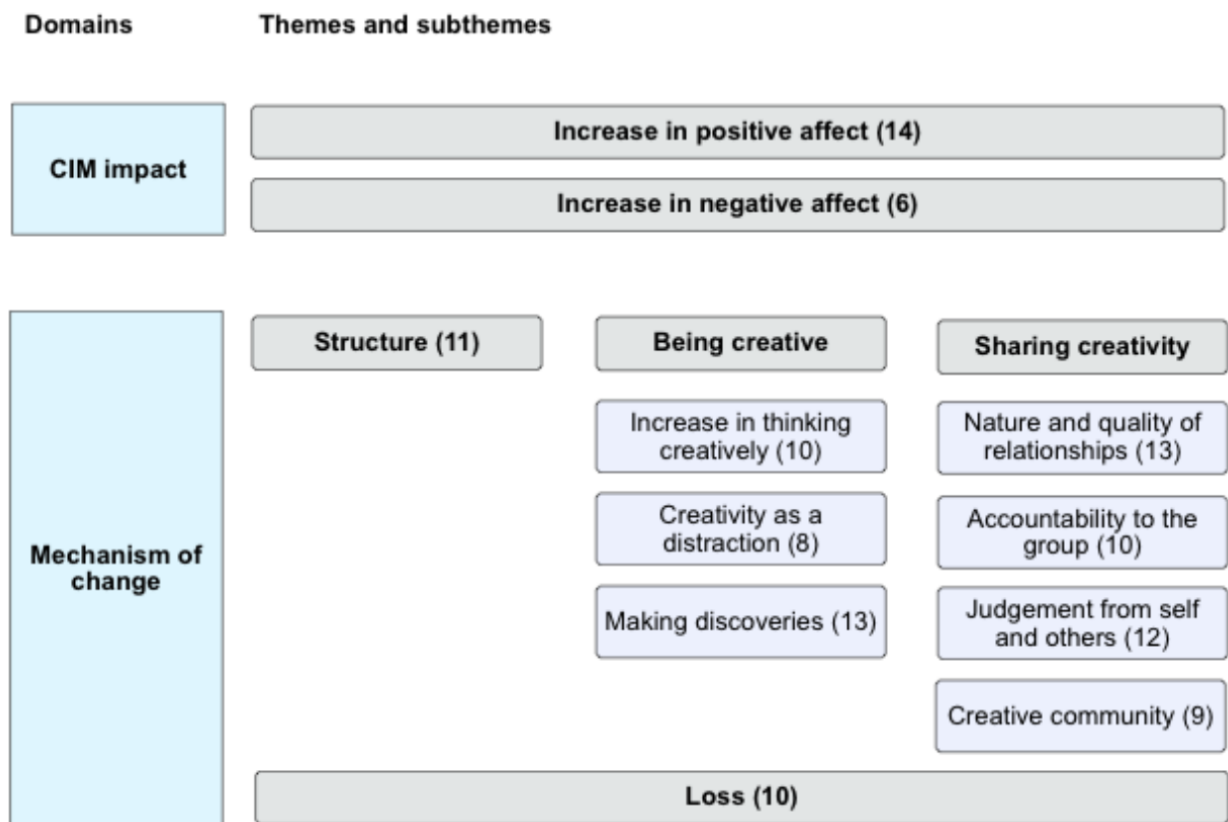 Domains
Themes and subthemes
CIM impact
Increase in positive affect (14)
Increase in negative affect (6)
Mechanism of
change
Structure (11)
Being creative
Increase in thinking
creatively (10)
Creativity as a
distraction (8)
Making discoveries (13)
Sharing creativity
Nature and quality of
relationships (13)
Accountability to the
group (10)
Judgement from self
and others (12)
Creative community (9)
Loss (10)